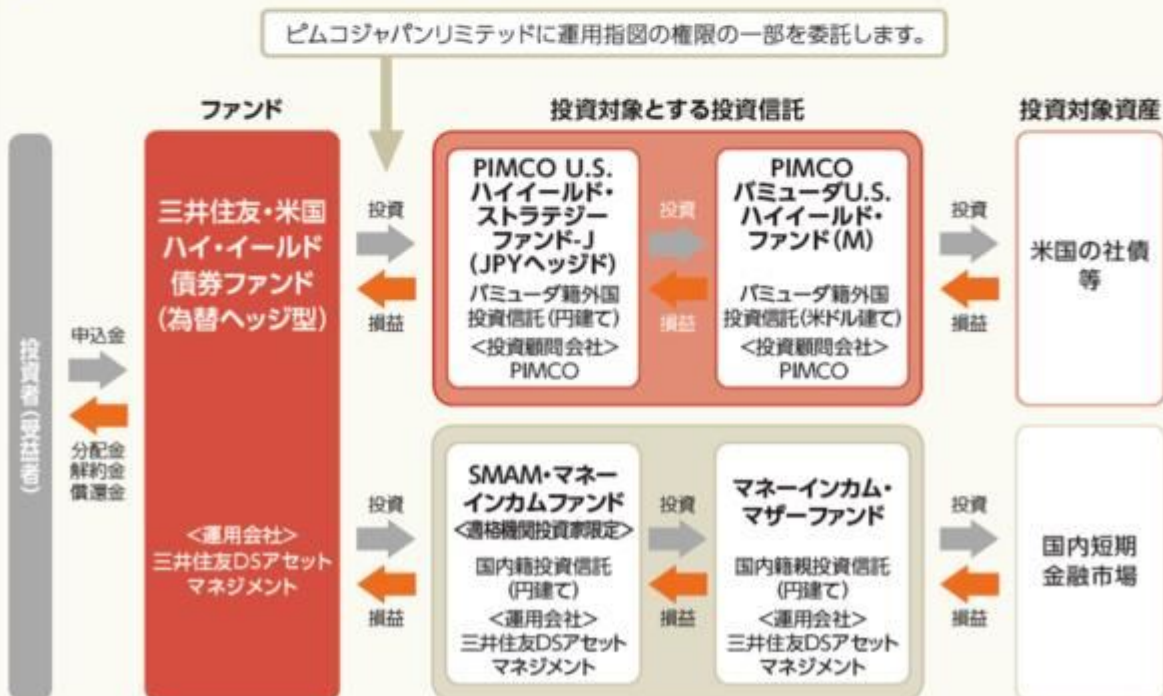 ピムコジャパンリミテッドに運用指図の権限の一部を委託します。
ファンド
投資対象とする投資信託
投資対象資産
投資者(受益者)
申込金
分配金
解約金
償還金
三井住友・米国
ハイ・イールド
債券ファンド
(為替ヘッジ型)
<運用会社>
三井住友DSアセット
マネジメント
投資
損益
PIMCO U.S.
ハイイールド・
ストラテジー
ファンド-J
(JPYヘッジド)
バミューダ籍外国
投資信託(円建て)
<投資顧問会社>
PIMCO
投資
損益
PIMCO
バミューダU.S.
ハイイールド・
ファンド(M)
バミューダ籍外国
投資信託(米ドル建て)
<投資顧問会社>
PIMCO
投資
損益
米国の社債
等
投資
損益
SMAM・マネー
インカムファンド
<適格機関投資家限定>
国内籍投資信託
(円建て)
<運用会社>
三井住友DSアセット
マネジメント
投資
損益
マネーインカム・
マザーファンド
国内籍親投資信託
(円建て)
<運用会社>
三井住友DSアセット
マネジメント
投資
損益
国内短期
金融市場